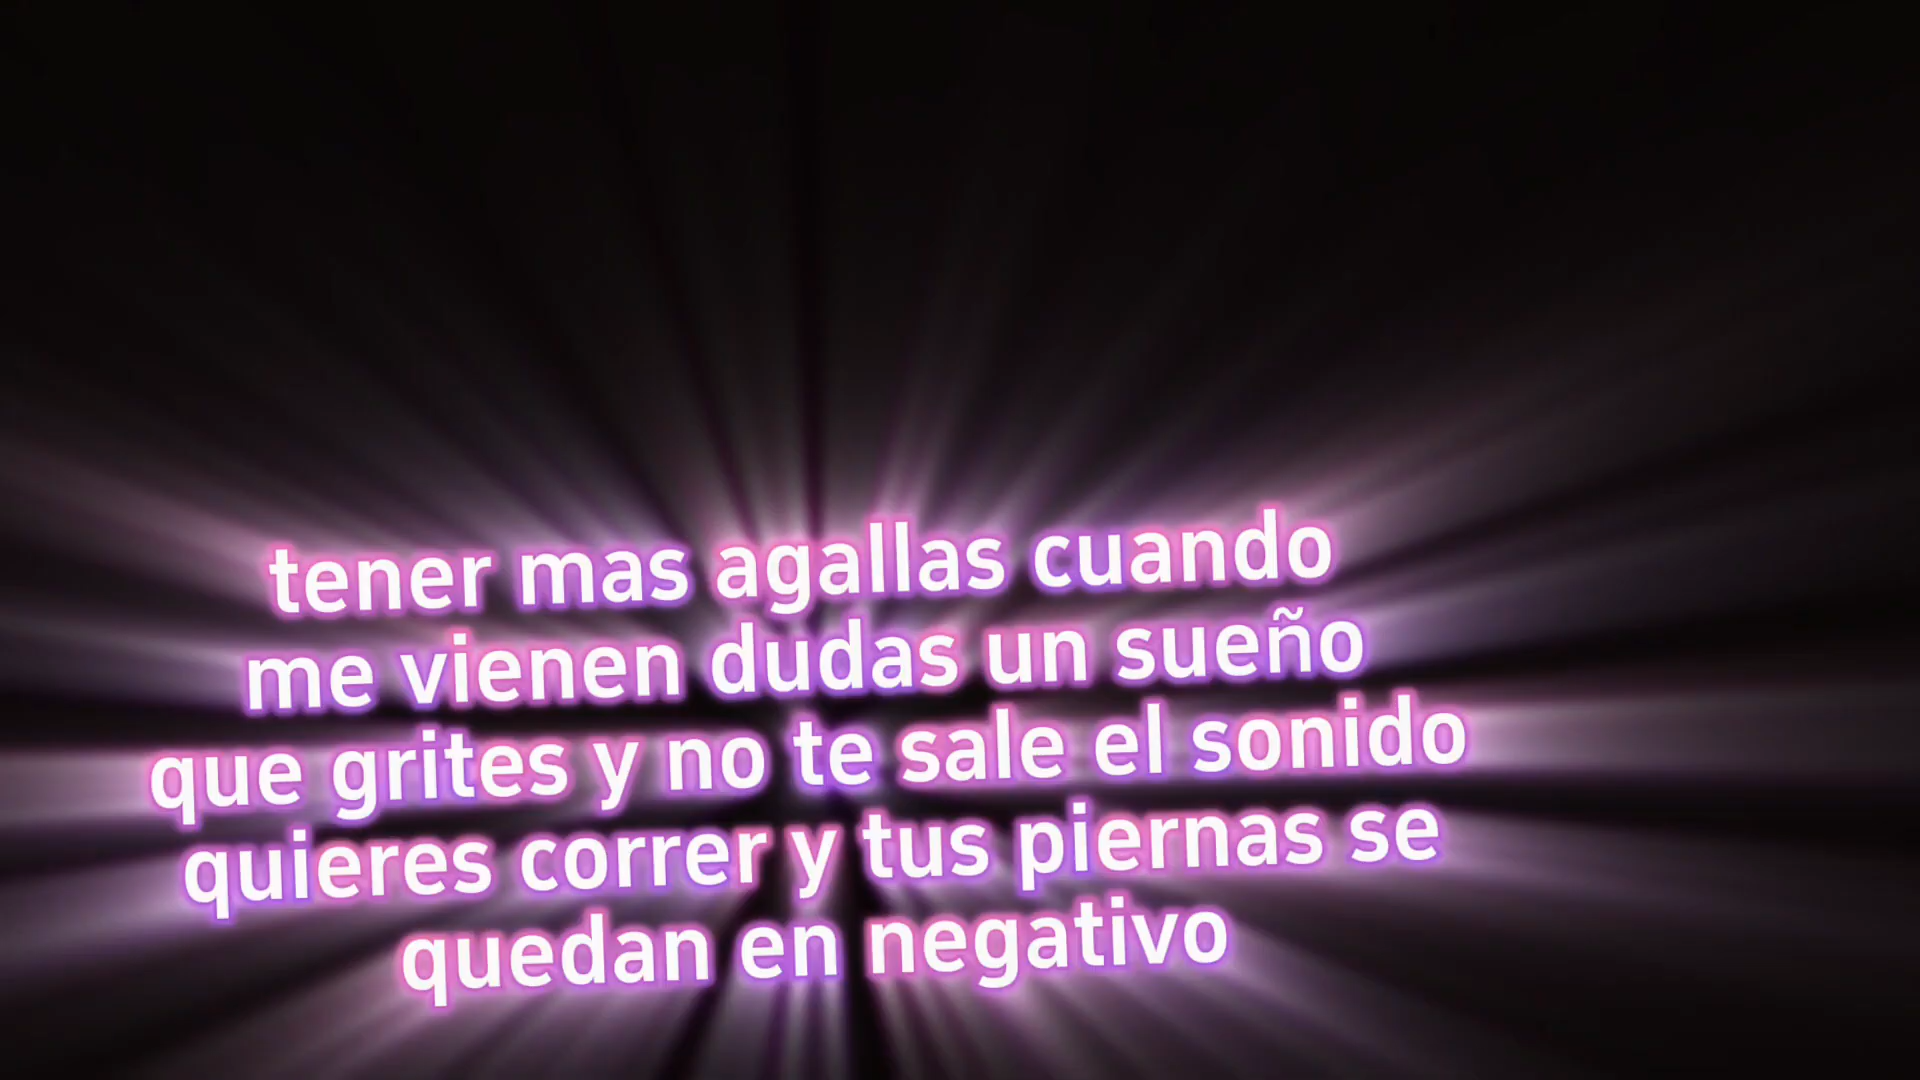 tener mas agallas cuando
me vienen dudas un sueño
que grites y no te sale el sonido
quieres correr y tus piernas se
quedan en negativo